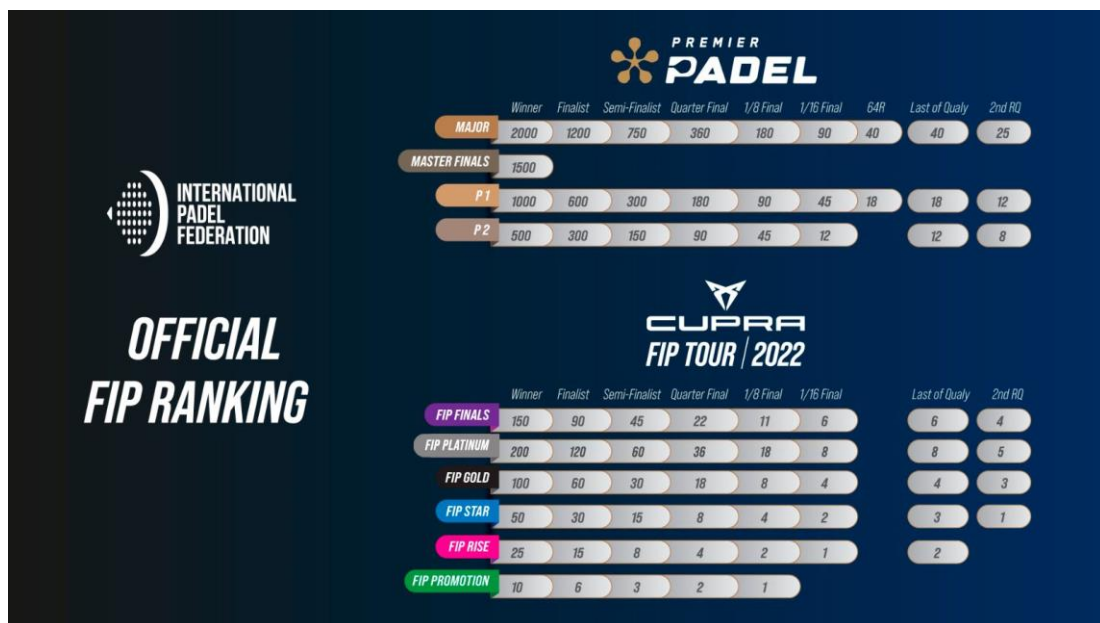 PREMIER
PADEL
Winner Finalist Semi-Finalist Quarter Final 1/8 Final 1/16 Final 64R Last of Qualy 2nd RQ
MAJOR 2000 1200 750 360 180 90 40 40 25
MASTER FINALS 1500
P 1 1000 600 300 180 90 45 18 18 12
P 2 500 300 150 90 45 12 12 8
INTERNATIONAL
PADEL
FEDERATION
OFFICIAL
FIP RANKING
CUPRA
FIP TOUR | 2022
Winner Finalist Semi-Finalist Quarter Final 1/8 Final 1/16 Final Last of Qualy 2nd RQ
FIP FINALS 150 90 45 22 11 6 6 4
FIP PLATINUM 200 120 60 36 18 8 8 5
FIP GOLD 100 60 30 18 8 4 4 3
FIP STAR 50 30 15 8 4 2 3 1
FIP RISE 25 15 8 4 2 1 2
FIP PROMOTION 10 6 3 2 1